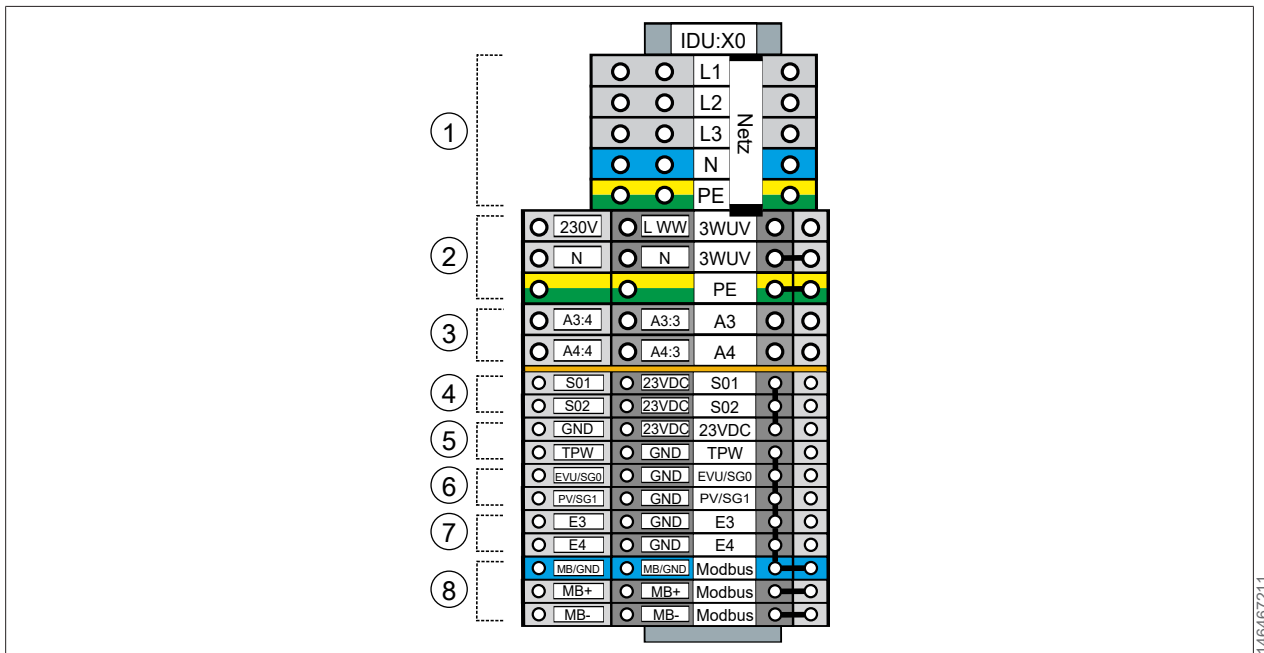 IDU:X0
L1
L2
L3
N
PE
Netz
1
230V L WW 3WUV
N N 3WUV
PE
2
A3:4 A3:3 A3
A4:4 A4:3 A4
3
S01 23VDC S01
S02 23VDC S02
4
GND 23VDC 23VDC
TPW GND TPW
5
EVU/SG0 GND EVU/SG0
PV/SG1 GND PV/SG1
6
E3 GND E3
E4 GND E4
7
MB/GND MB/GND Modbus
MB+ MB+ Modbus
MB- MB- Modbus
8
146467211